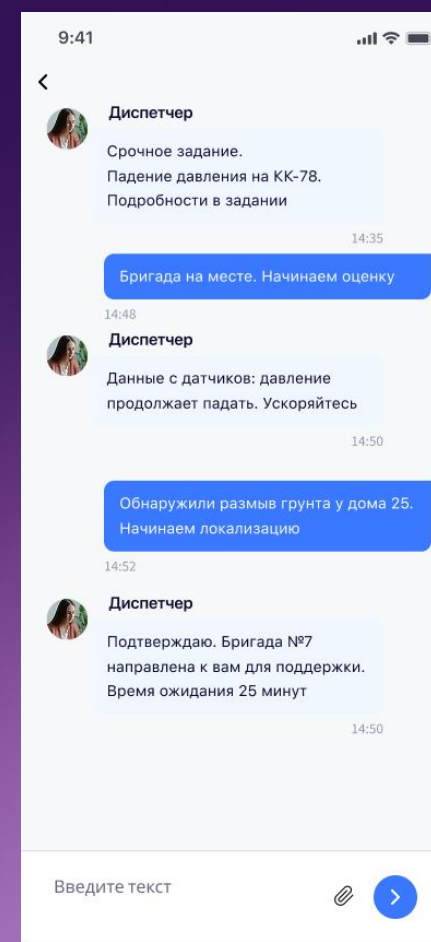 9:41
Диспетчер
Срочное задание.
Падение давления на КК-78.
Подробности в задании
14:35
Бригада на месте. Начинаем оценку
14:48
Диспетчер
Данные с датчиков: давление
продолжает падать. Ускоряйтесь
14:50
Обнаружили размыв грунта у дома 25.
Начинаем локализацию
14:52
Диспетчер
Подтверждаю. Бригада №7
направлена к вам для поддержки.
Время ожидания 25 минут
14:50
Введите текст